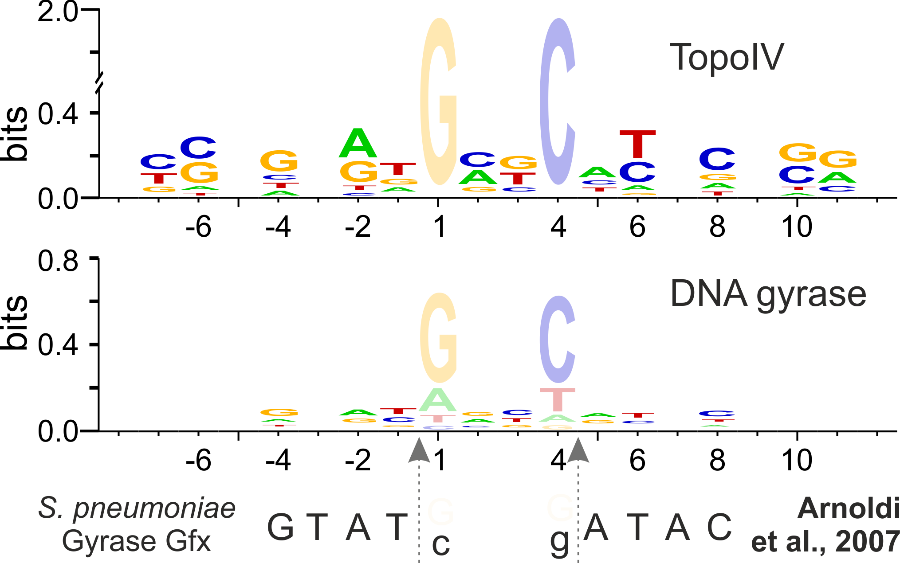 2.0
TopoIV
bits
0.4
0.0
G C
-6 -4 -2 1 4 6 8 10
0.8
DNA gyrase
bits
0.4
0.0
G C
A T
-6 -4 -2 1 4 6 8 10
S. pneumoniae
Gyrase Gfx
G T A T c g A T A C
Arnoldi
et al., 2007